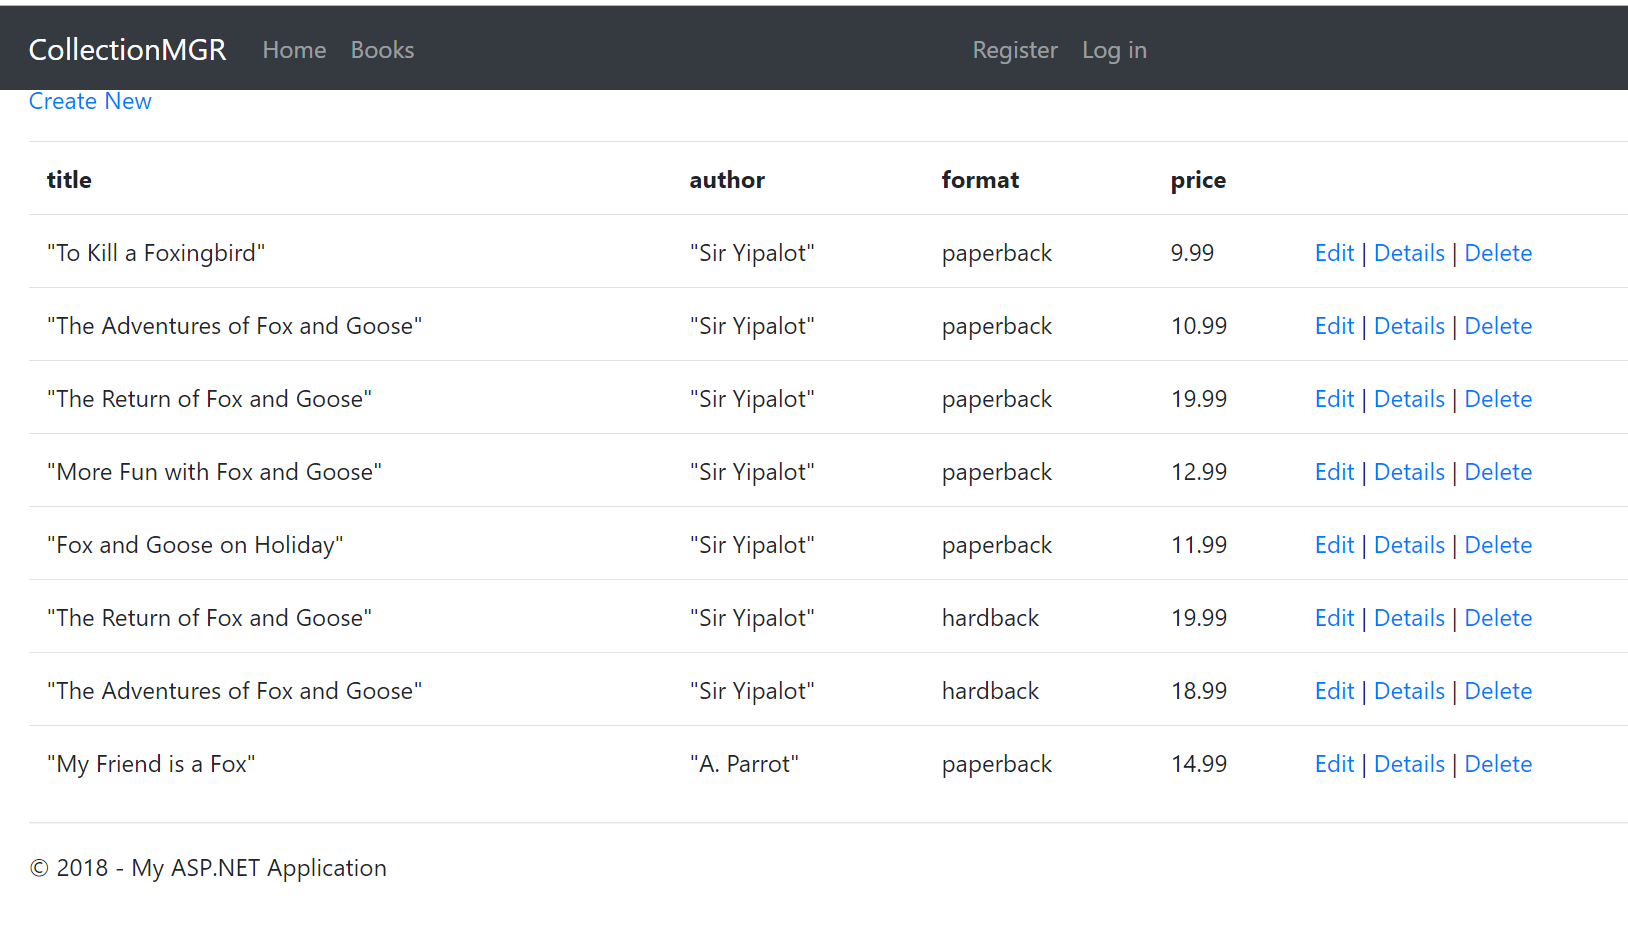 CollectionMGR Home Books Register Log in
Create New
title author format price
"To Kill a Foxingbird" "Sir Yipalot" paperback 9.99 Edit | Details | Delete
"The Adventures of Fox and Goose" "Sir Yipalot" paperback 10.99 Edit | Details | Delete
"The Return of Fox and Goose" "Sir Yipalot" paperback 19.99 Edit | Details | Delete
"More Fun with Fox and Goose" "Sir Yipalot" paperback 12.99 Edit | Details | Delete
"Fox and Goose on Holiday" "Sir Yipalot" paperback 11.99 Edit | Details | Delete
"The Return of Fox and Goose" "Sir Yipalot" hardback 19.99 Edit | Details | Delete
"The Adventures of Fox and Goose" "Sir Yipalot" hardback 18.99 Edit | Details | Delete
"My Friend is a Fox" "A. Parrot" paperback 14.99 Edit | Details | Delete
© 2018 - My ASP.NET Application